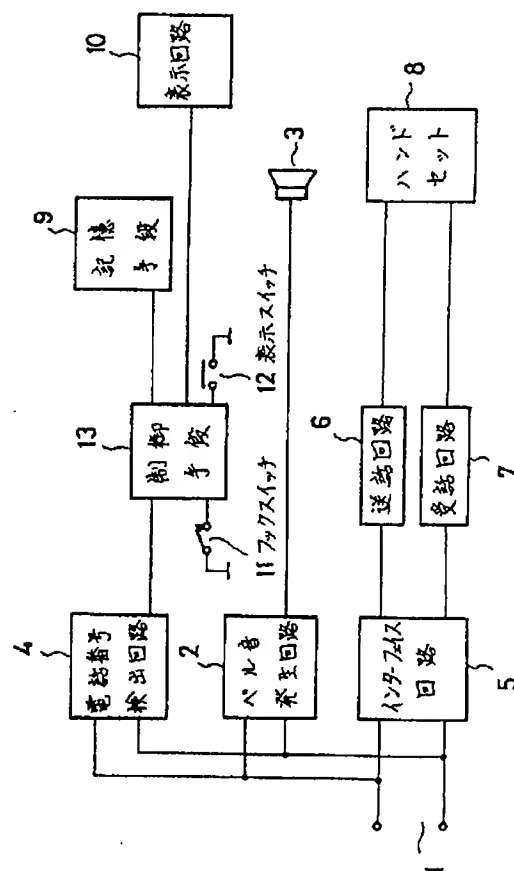 10
表示回路
9
記憶
手段
13
制御
手段
12 表示スイッチ
11 フックスイッチ
4
電話番号
検出回路
2
ベル音
発生回路
3
8
ハンド
セット
6
送話回路
7
受話回路
インターフェイス
回路
5
1